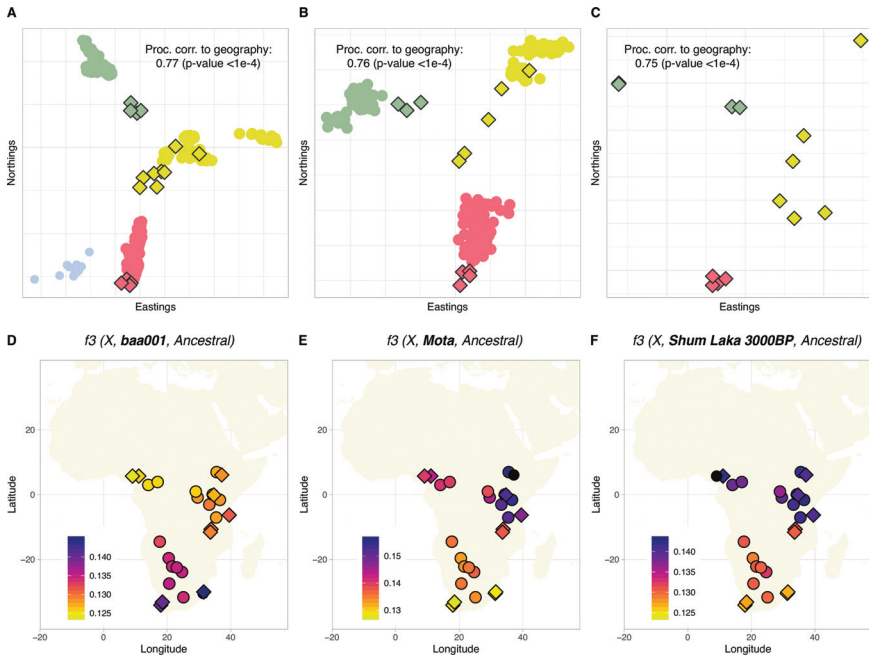 A
B
C
Proc. corr. to geography:
0.77 (p-value <1e-4)
Proc. corr. to geography:
0.76 (p-value <1e-4)
Proc. corr. to geography:
0.75 (p-value <1e-4)
Northings
Northings
Northings
Eastings
Eastings
Eastings
D
f3 (X, baa001, Ancestral)
E
f3 (X, Mota, Ancestral)
F
f3 (X, Shum Laka 3000BP, Ancestral)
Latitude
20
0
−20
0.140
0.135
0.130
0.125
−20
0
20
40
Longitude
Latitude
20
0
−20
0.15
0.14
0.13
−20
0
20
40
Longitude
Latitude
20
0
−20
0.140
0.135
0.130
0.125
−20
0
20
40
Longitude